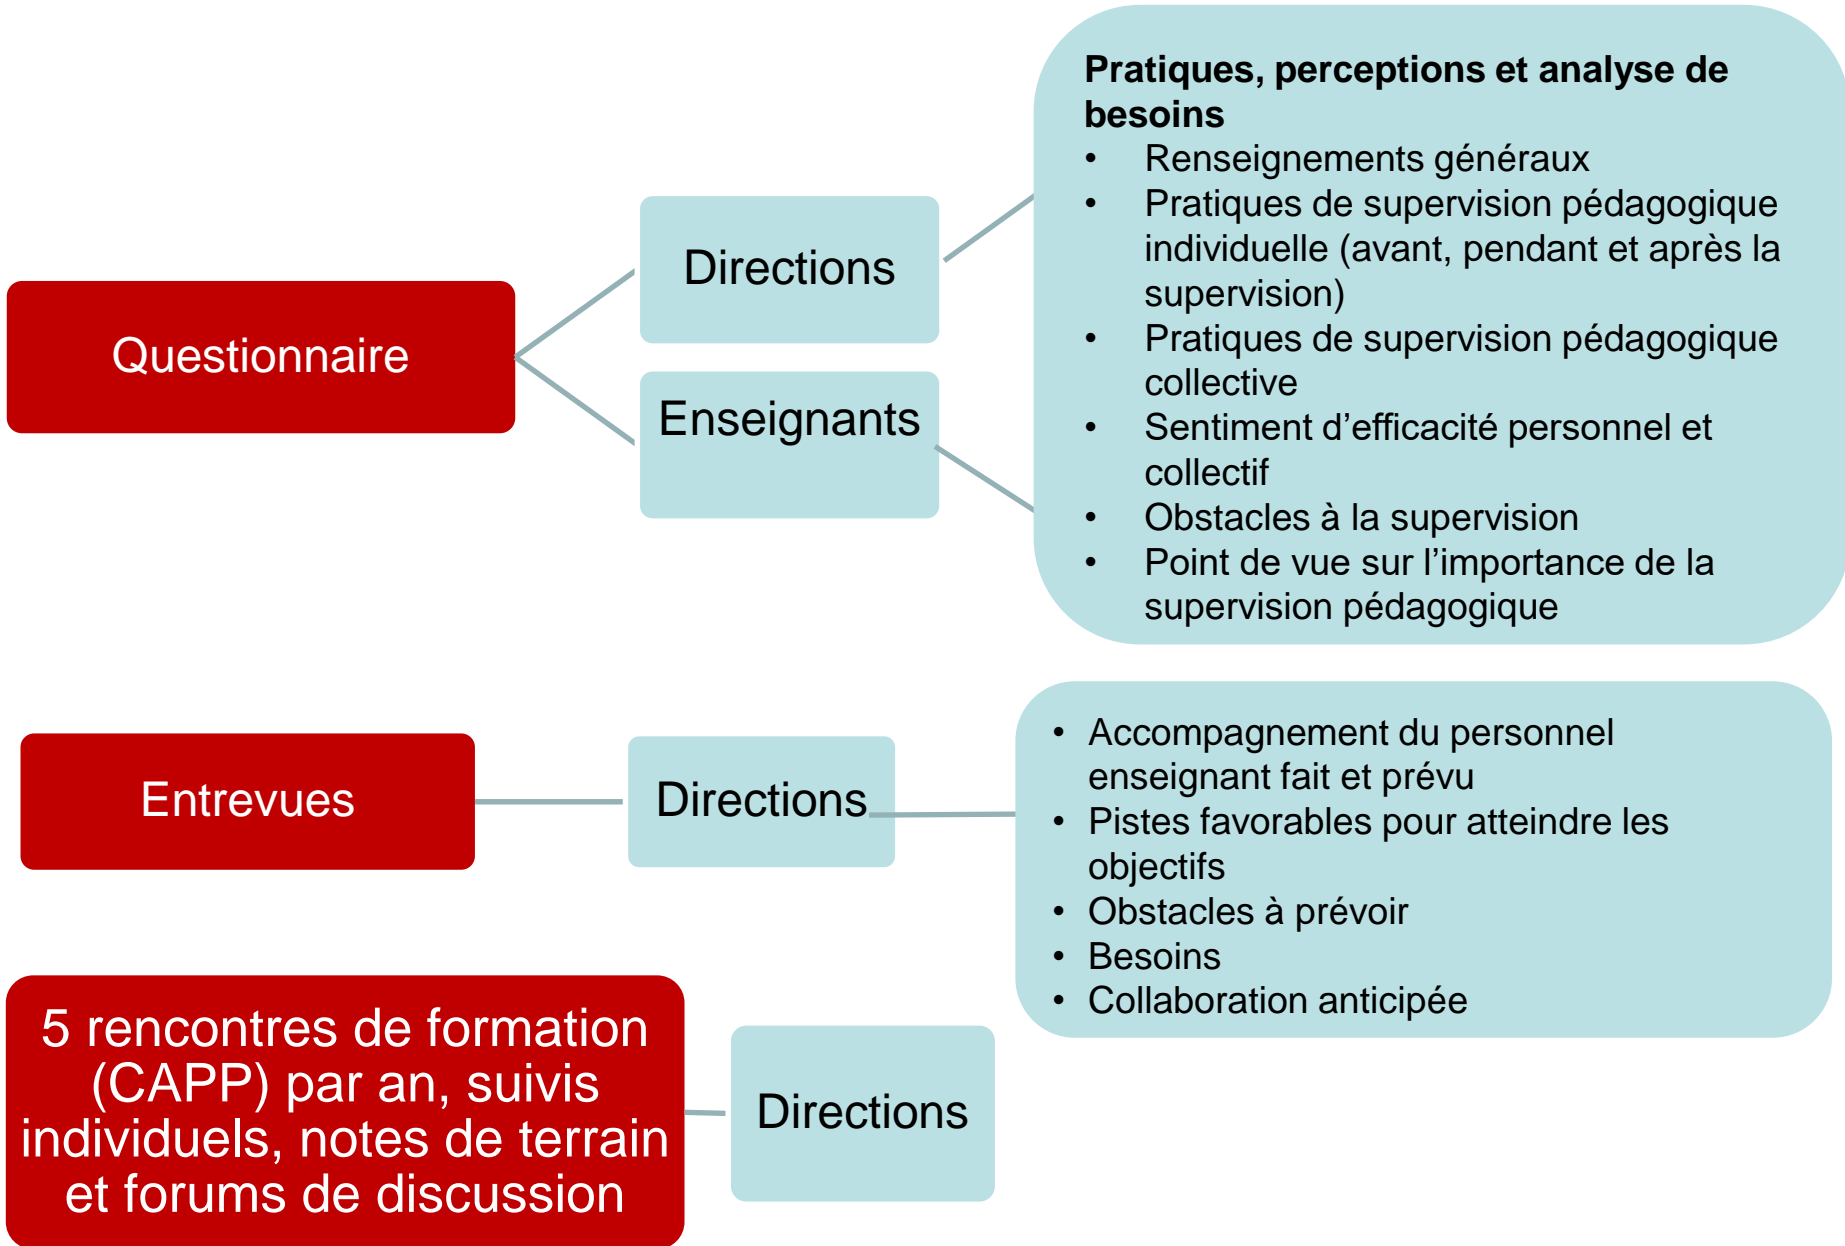 Questionnaire
Directions
Enseignants
Pratiques, perceptions et analyse de
besoins
• Renseignements généraux
• Pratiques de supervision pédagogique
individuelle (avant, pendant et après la
supervision)
• Pratiques de supervision pédagogique
collective
• Sentiment d’efficacité personnel et
collectif
• Obstacles à la supervision
• Point de vue sur l’importance de la
supervision pédagogique
Entrevues
Directions
• Accompagnement du personnel
enseignant fait et prévu
• Pistes favorables pour atteindre les
objectifs
• Obstacles à prévoir
• Besoins
• Collaboration anticipée
5 rencontres de formation
(CAPP) par an, suivis
individuels, notes de terrain
et forums de discussion
Directions